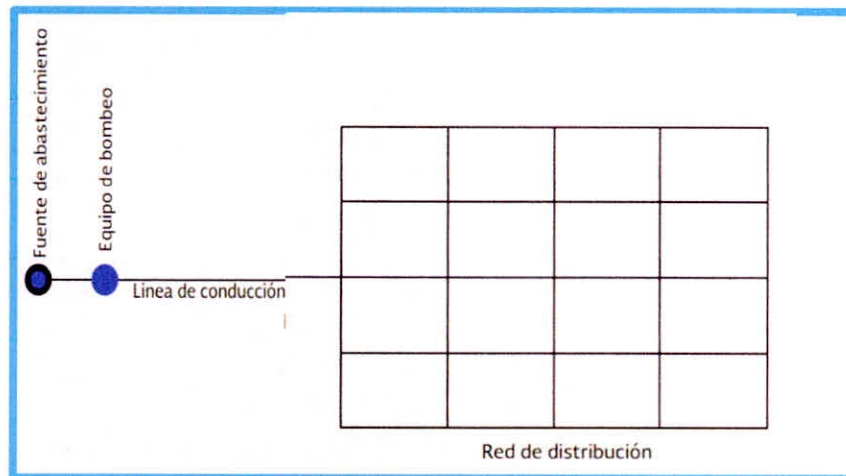 Fuente de abastecimiento
Equipo de bombeo
Linea de conducción
Red de distribución